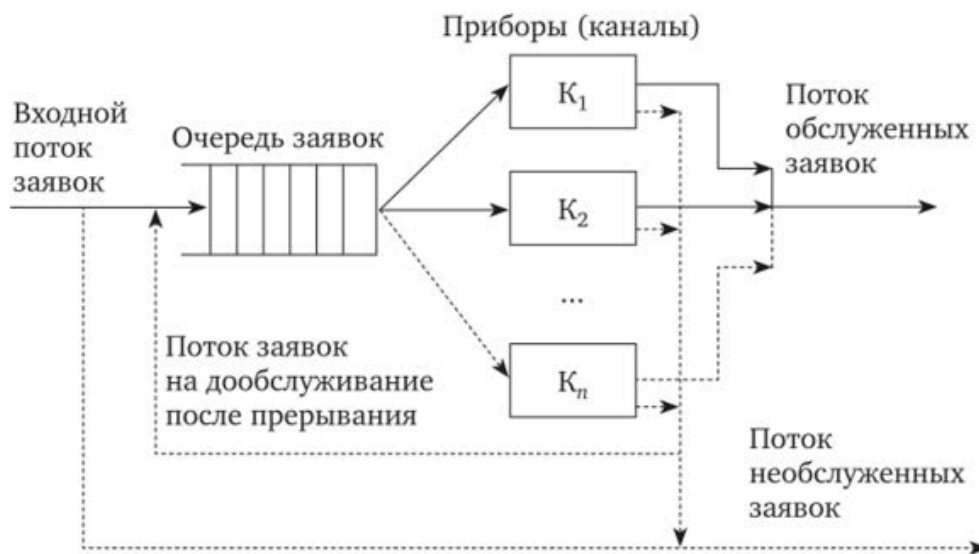 Приборы (каналы)
Входной
поток
заявок
Очередь заявок
К1
К2
...
Кn
Поток
обслуженных
заявок
Поток заявок
на дообслуживание
после прерывания
Поток
необслуженных
заявок